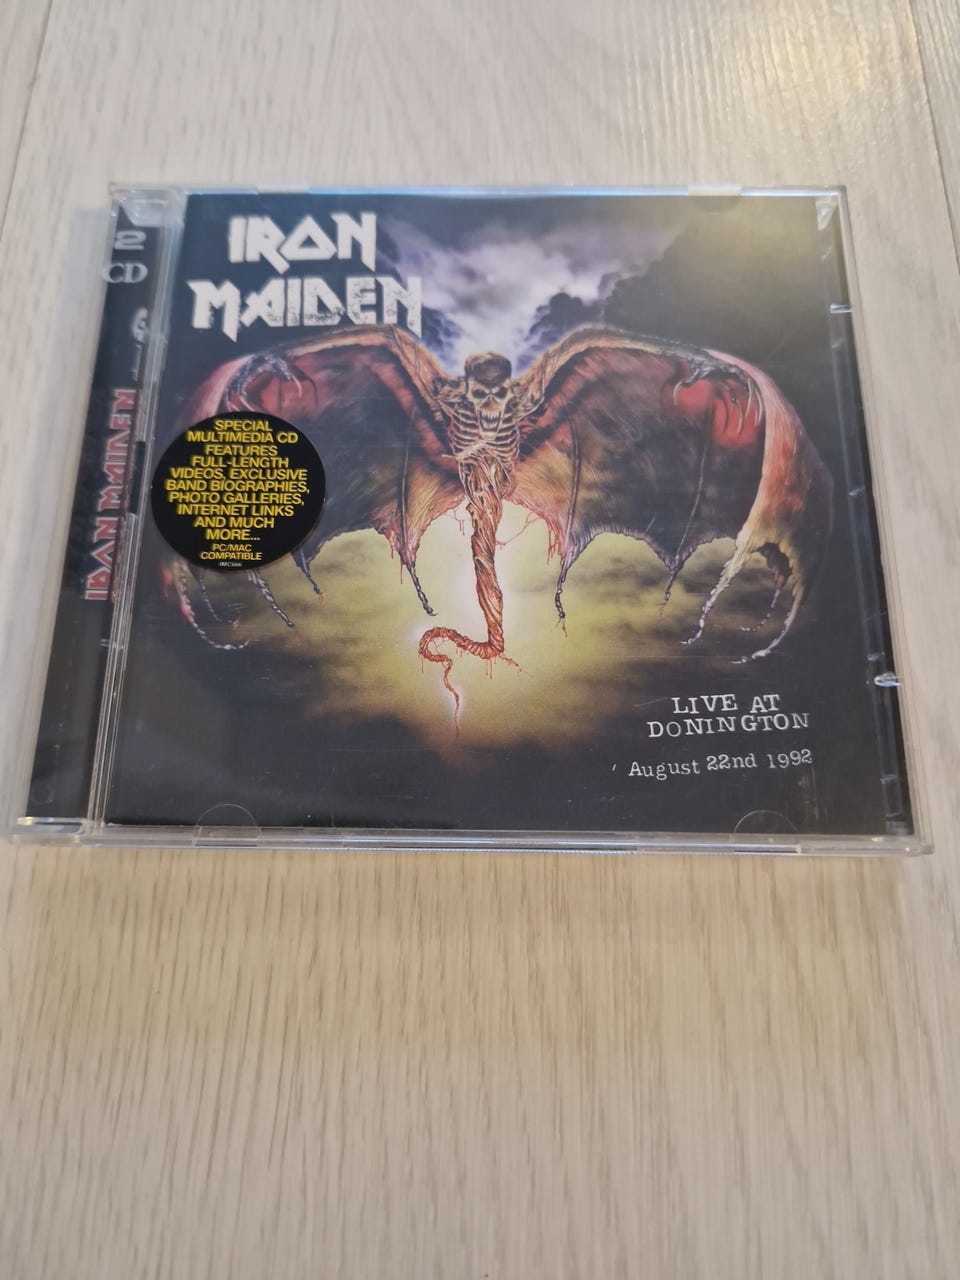 2
CD
IRON MAIDEN
IRON
MAIDEN
SPECIAL
MULTIMEDIA CD
FEATURES
FULL-LENGTH
VIDEOS, EXCLUSIVE
BAND BIOGRAPHIES,
PHOTO GALLERIES,
INTERNET LINKS
AND MUCH
MORE...
PC/MAC
COMPATIBLE
IMC666
LIVE AT
DONINGTON
August 22nd 1992